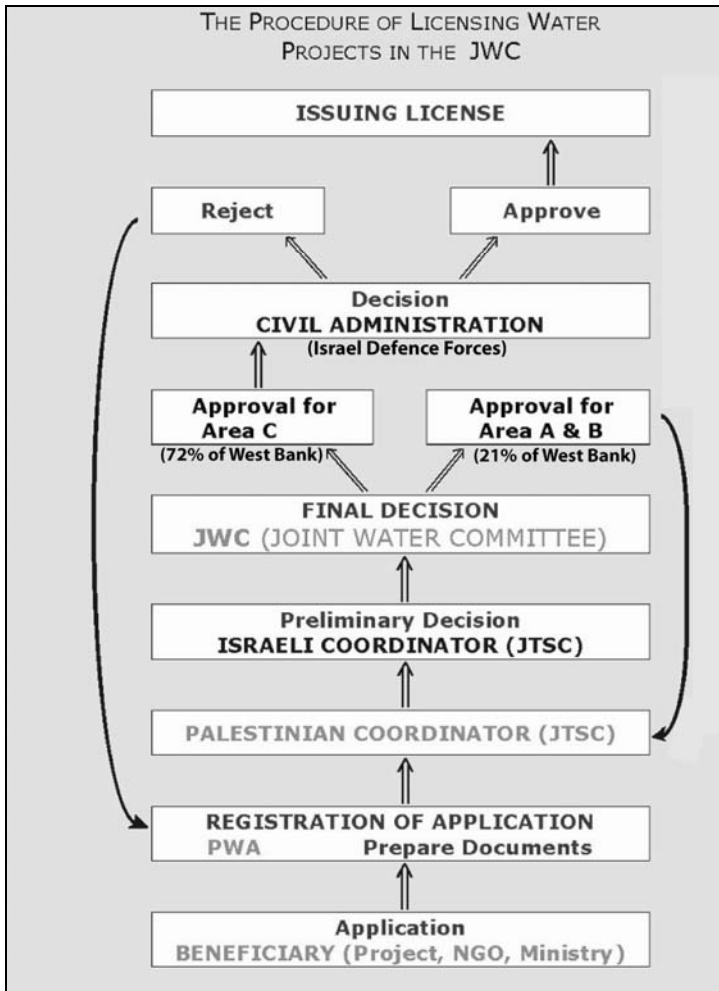 THE PROCEDURE OF LICENSING WATER
PROJECTS IN THE JWC
ISSUING LICENSE
Reject
Approve
Decision
CIVIL ADMINISTRATION
(Israel Defence Forces)
Approval for
Area C
(72% of West Bank)
Approval for
Area A & B
(21% of West Bank)
FINAL DECISION
JWC (JOINT WATER COMMITTEE)
Preliminary Decision
ISRAELI COORDINATOR (JTSC)
PALESTINIAN COORDINATOR (JTSC)
REGISTRATION OF APPLICATION
PWA Prepare Documents
Application
BENEFICIARY (Project, NGO, Ministry)